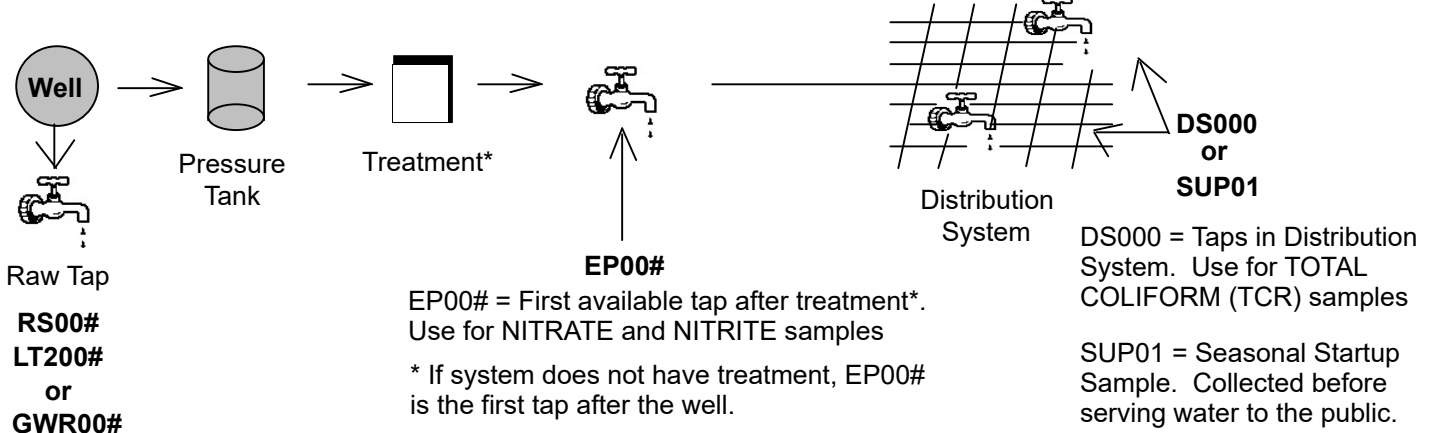 Well
Pressure
Tank
Treatment*
Raw Tap
RS00#
LT200#
or
GWR00#
EP00#
EP00# = First available tap after treatment*.
Use for NITRATE and NITRITE samples
* If system does not have treatment, EP00#
is the first tap after the well.
Distribution
System
DS000
or
SUP01
DS000 = Taps in Distribution
System. Use for TOTAL
COLIFORM (TCR) samples
SUP01 = Seasonal Startup
Sample. Collected before
serving water to the public.